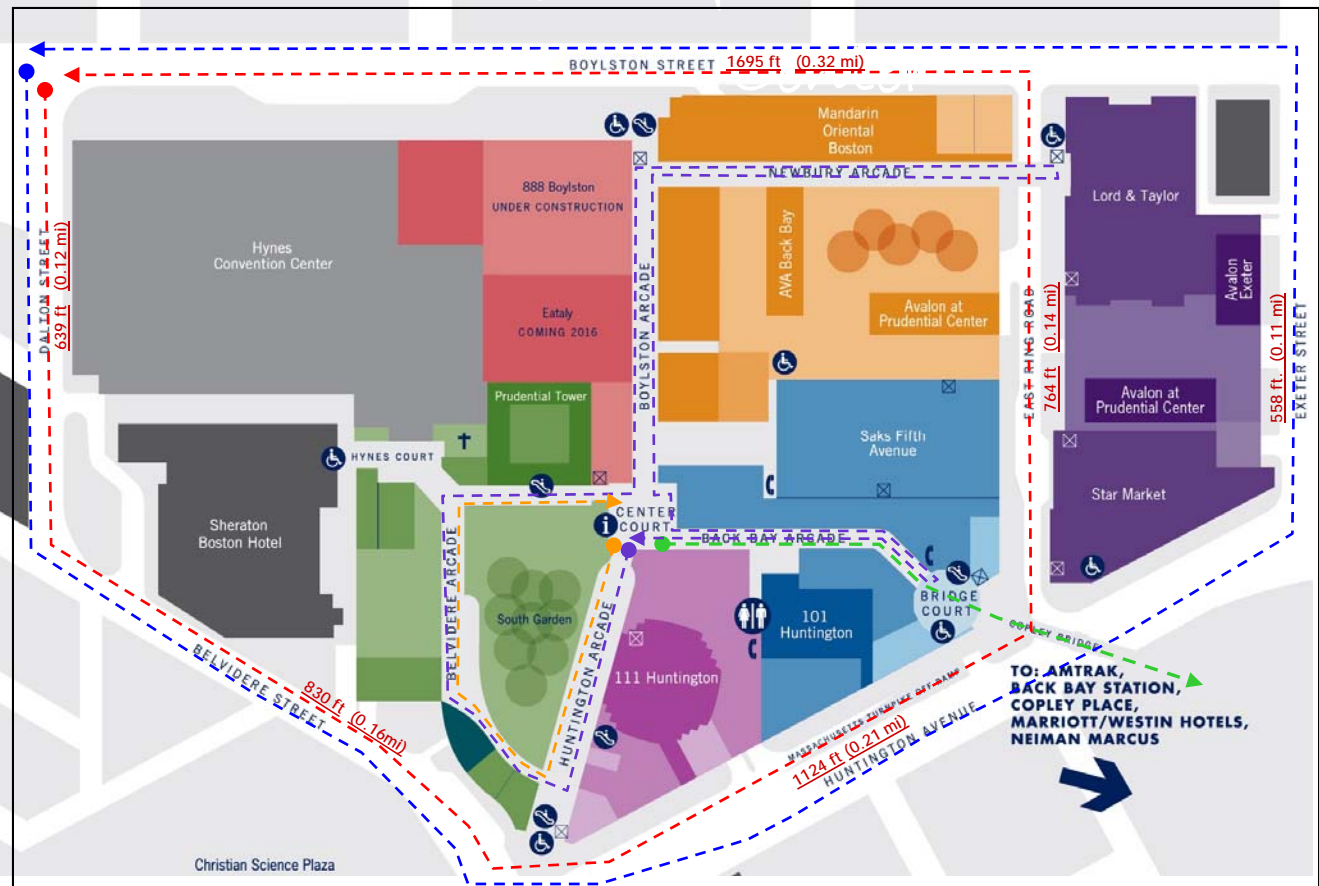 BOYLSTON STREET 1695 ft (0.32 mi)
Mandarin
Oriental
Boston
NEWBURY ARCADE
888 Boylston
UNDER CONSTRUCTION
Lord & Taylor
Hynes
Convention Center
DALTON STREET
639 ft (0.12 mi)
BOYLSTON ARCADE
AVA Back Bay
Avalon at
Prudential Center
Avalon
Exeter
EAST RING ROAD
764 ft (0.14 mi)
558 ft. (0.11 mi)
EXETER STREET
Eataly
COMING 2016
Prudential Tower
Avalon at
Prudential Center
Saks Fifth
Avenue
HYNES COURT
Star Market
Sheraton
Boston Hotel
i
CENTER
COURT
BACK BAY ARCADE
BELVIDERE ARCADE
South Garden
HUNTINGTON ARCADE
BRIDGE
COURT
101
Huntington
COPLEY BRIDGE
111 Huntington
BELVIDERE STREET
830 ft (0.16mi)
TO: AMTRAK,
BACK BAY STATION,
COPLEY PLACE,
MARRIOTT/WESTIN HOTELS,
NEIMAN MARCUS
MASSACHUSETTS TURNPIKE OFF RAMP
1124 ft (0.21 mi)
HUNTINGTON AVENUE
Christian Science Plaza